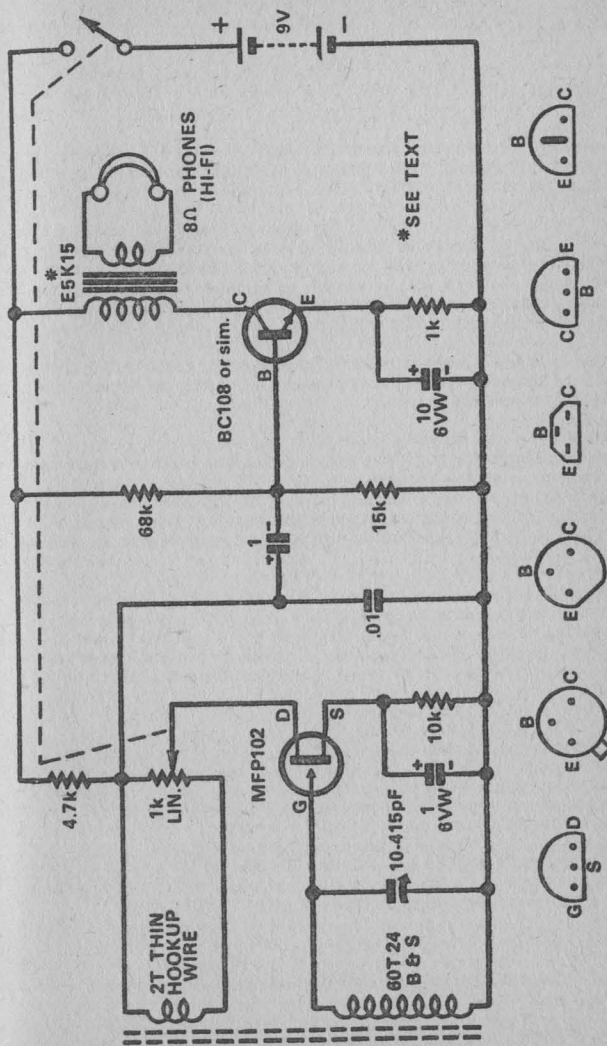 +
9V
−
*
E5K15
8Ω PHONES
(HI-FI)
*SEE TEXT
BC108 or sim.
C
B
E
68k
15k
1
+
-
10
6VW
+
-
1k
.01
4.7k
1k
LIN.
MFP102
D
G
S
10k
1
6VW
+
-
10-415pF
2T THIN
HOOKUP
WIRE
60T 24
B & S
G
S
D
E
B
C
E
B
C
E
B
C
C
B
E
E
B
C